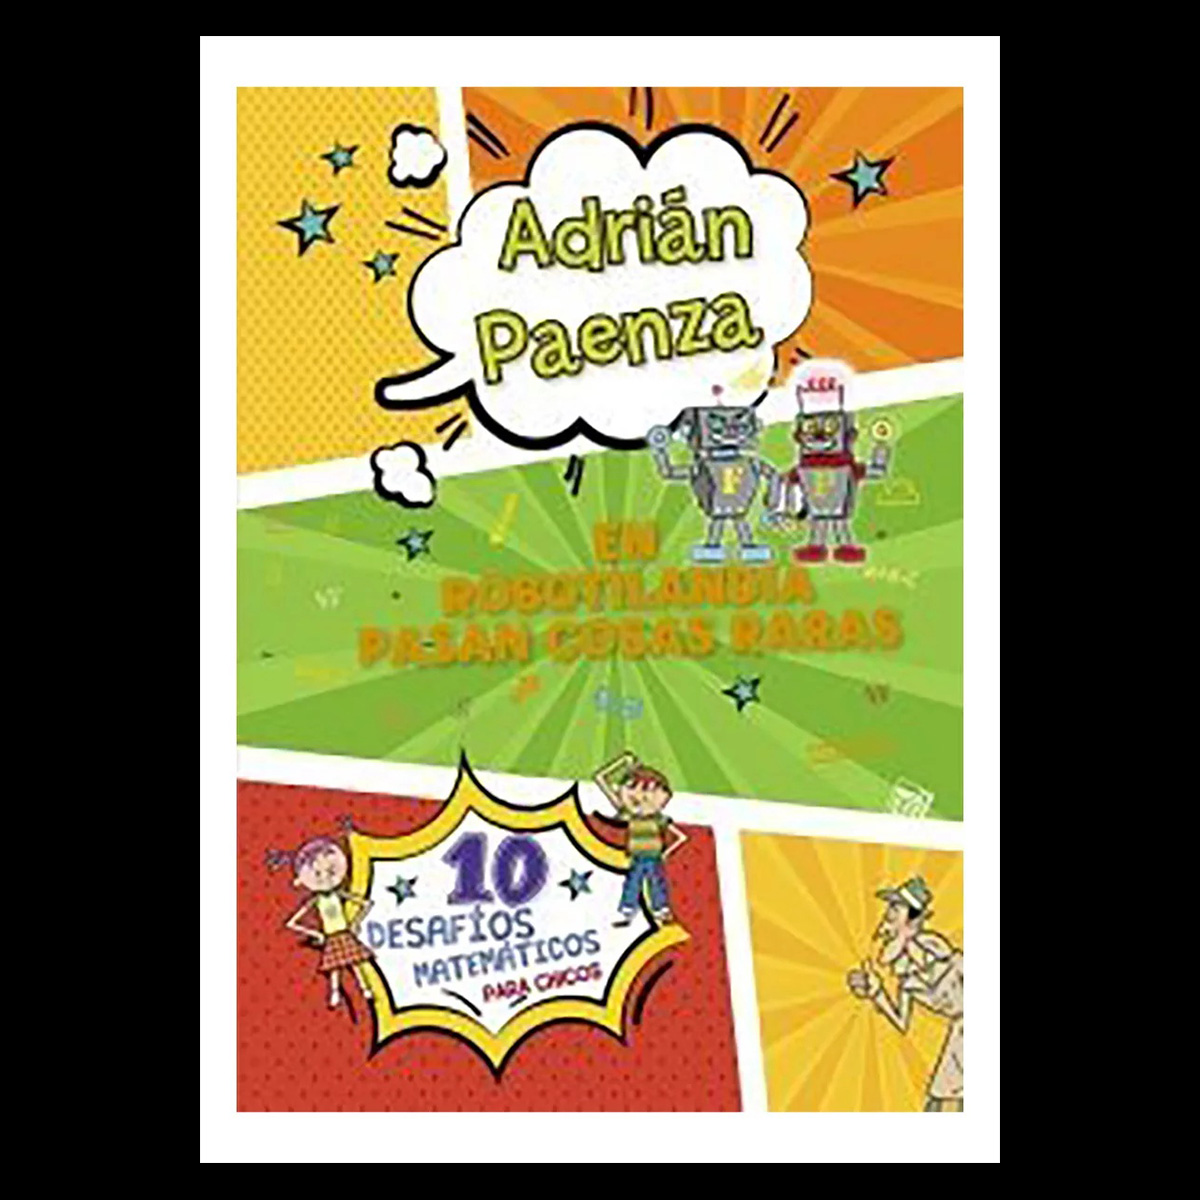 Adrián
Paenza
EN
ROBOTILANDIA
PASAN COSAS RARAS
10
DESAFÍOS
MATEMÁTICOS
PARA CHICOS